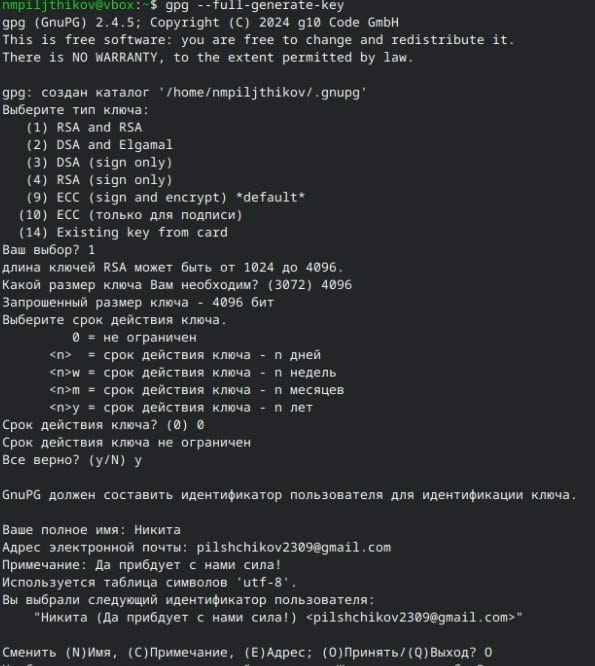 nmpiljthikov@vbox:~$ gpg --full-generate-key
gpg (GnuPG) 2.4.5; Copyright (C) 2024 g10 Code GmbH
This is free software: you are free to change and redistribute it.
There is NO WARRANTY, to the extent permitted by law.

gpg: создан каталог '/home/nmpiljthikov/.gnupg'
Выберите тип ключа:
   (1) RSA and RSA
   (2) DSA and Elgamal
   (3) DSA (sign only)
   (4) RSA (sign only)
   (9) ECC (sign and encrypt) *default*
  (10) ECC (только для подписи)
  (14) Existing key from card
Ваш выбор? 1
длина ключей RSA может быть от 1024 до 4096.
Какой размер ключа Вам необходим? (3072) 4096
Запрошенный размер ключа - 4096 бит
Выберите срок действия ключа.
         0 = не ограничен
      <n>  = срок действия ключа - n дней
      <n>w = срок действия ключа - n недель
      <n>m = срок действия ключа - n месяцев
      <n>y = срок действия ключа - n лет
Срок действия ключа? (0) 0
Срок действия ключа не ограничен
Все верно? (y/N) y

GnuPG должен составить идентификатор пользователя для идентификации ключа.

Ваше полное имя: Никита
Адрес электронной почты: pilshchikov2309@gmail.com
Примечание: Да прибдует с нами сила!
Используется таблица символов 'utf-8'.
Вы выбрали следующий идентификатор пользователя:
    "Никита (Да прибдует с нами сила!) <pilshchikov2309@gmail.com>"

Сменить (N)Имя, (C)Примечание, (E)Адрес; (O)Принять/(Q)Выход? O